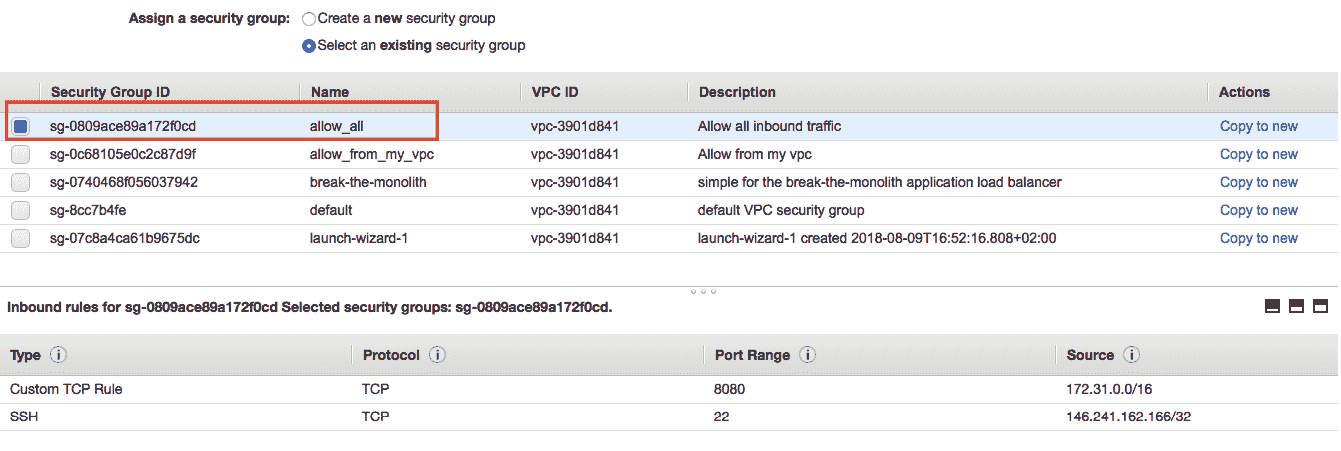 Assign a security group: Create a new security group
Select an existing security group
Security Group ID Name VPC ID Description Actions
sg-0809ace89a172f0cd allow_all vpc-3901d841 Allow all inbound traffic Copy to new
sg-0c68105e0c2c87d9f allow_from_my_vpc vpc-3901d841 Allow from my vpc Copy to new
sg-0740468f056037942 break-the-monolith vpc-3901d841 simple for the break-the-monolith application load balancer Copy to new
sg-8cc7b4fe default vpc-3901d841 default VPC security group Copy to new
sg-07c8a4ca61b9675dc launch-wizard-1 vpc-3901d841 launch-wizard-1 created 2018-08-09T16:52:16.808+02:00 Copy to new
Inbound rules for sg-0809ace89a172f0cd Selected security groups: sg-0809ace89a172f0cd.
Type i Protocol i Port Range i Source i
Custom TCP Rule TCP 8080 172.31.0.0/16
SSH TCP 22 146.241.162.166/32